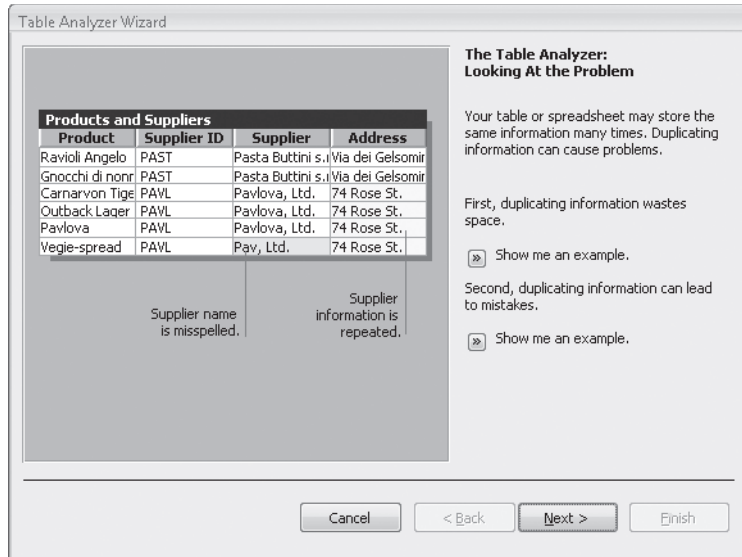 Table Analyzer Wizard
Products and Suppliers
Product Supplier ID Supplier Address
Ravioli Angelo PAST Pasta Buttini s.r Via dei Gelsomir
Gnocchi di nonr PAST Pasta Buttini s.r Via dei Gelsomir
Carnarvon Tige PAVL Pavlova, Ltd. 74 Rose St.
Outback Lager PAVL Pavlova, Ltd. 74 Rose St.
Pavlova PAVL Pavlova, Ltd. 74 Rose St.
Vegie-spread PAVL Pav, Ltd. 74 Rose St.
Supplier name
is misspelled.
Supplier
information is
repeated.
The Table Analyzer:
Looking At the Problem
Your table or spreadsheet may store the
same information many times. Duplicating
information can cause problems.
First, duplicating information wastes
space.
Show me an example.
Second, duplicating information can lead
to mistakes.
Show me an example.
Cancel
< Back
Next >
Finish